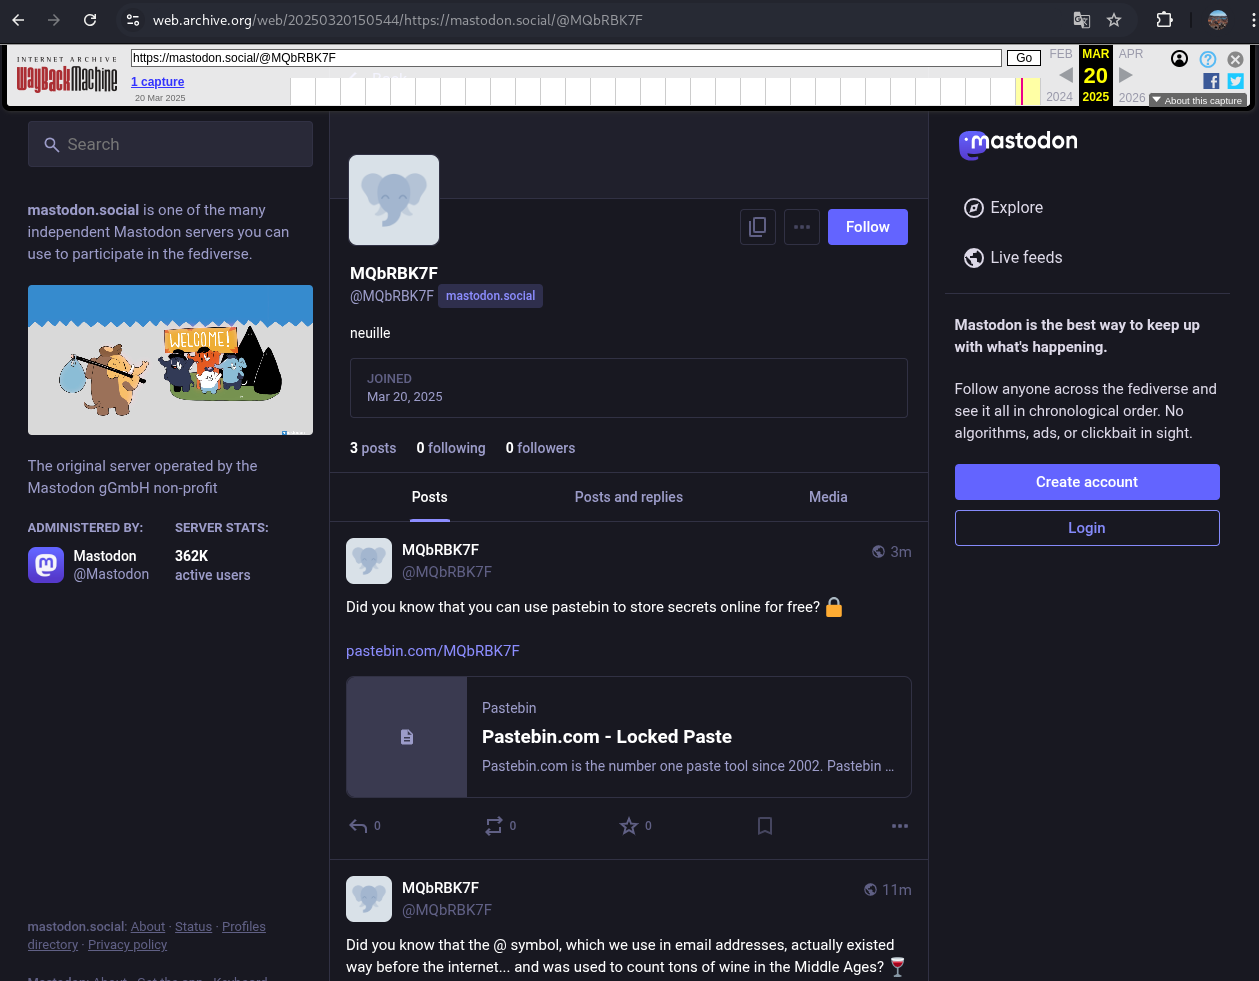 web.archive.org/web/20250320150544/https://mastodon.social/@MQbRBK7F
INTERNET ARCHIVE
WayBackMachine
https://mastodon.social/@MQbRBK7F
Go
1 capture
20 Mar 2025
FEB MAR APR
20
2024 2025 2026
About this capture
Search
mastodon.social is one of the many
independent Mastodon servers you can
use to participate in the fediverse.
WELCOME!
The original server operated by the
Mastodon gGmbH non-profit
ADMINISTERED BY:
Mastodon
@Mastodon
SERVER STATS:
362K
active users
mastodon.social: About · Status · Profiles
directory · Privacy policy
Mastodon: About · Get the app · Keyboard
Follow
MQbRBK7F
@MQbRBK7F mastodon.social
neuille
JOINED
Mar 20, 2025
3 posts 0 following 0 followers
Posts Posts and replies Media
MQbRBK7F 3m
@MQbRBK7F
Did you know that you can use pastebin to store secrets online for free? 🔒
pastebin.com/MQbRBK7F
Pastebin
Pastebin.com - Locked Paste
Pastebin.com is the number one paste tool since 2002. Pastebin ...
0 0 0
MQbRBK7F 11m
@MQbRBK7F
Did you know that the @ symbol, which we use in email addresses, actually existed
way before the internet... and was used to count tons of wine in the Middle Ages? 🍷
mastodon
Explore
Live feeds
Mastodon is the best way to keep up
with what's happening.
Follow anyone across the fediverse and
see it all in chronological order. No
algorithms, ads, or clickbait in sight.
Create account
Login